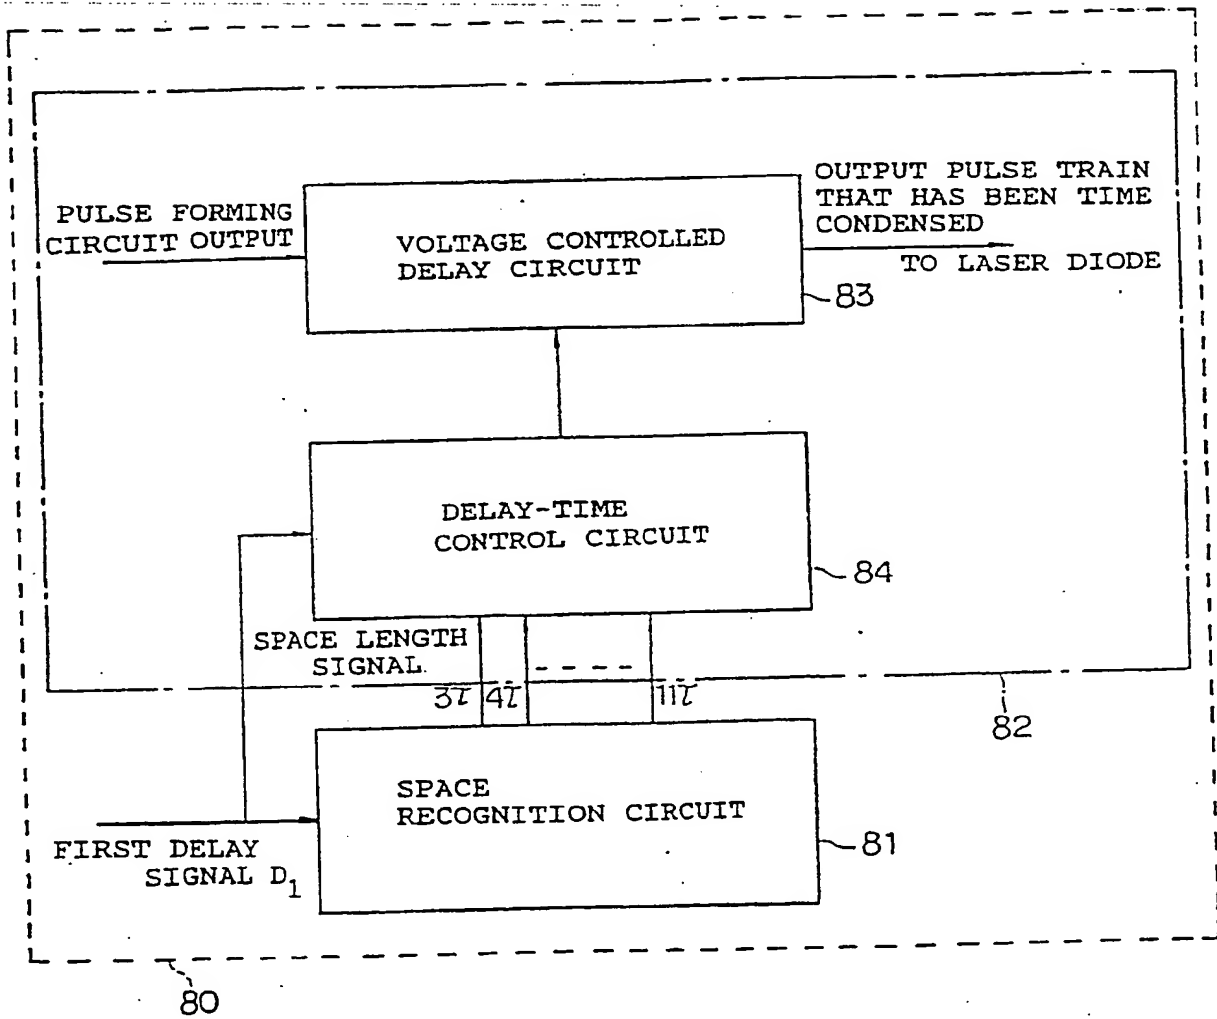 PULSE FORMING
CIRCUIT OUTPUT
VOLTAGE CONTROLLED
DELAY CIRCUIT
OUTPUT PULSE TRAIN
THAT HAS BEEN TIME
CONDENSED
TO LASER DIODE
83
DELAY-TIME
CONTROL CIRCUIT
84
SPACE LENGTH
SIGNAL
3τ 4τ 11τ
82
SPACE
RECOGNITION CIRCUIT
81
FIRST DELAY
SIGNAL D1
80